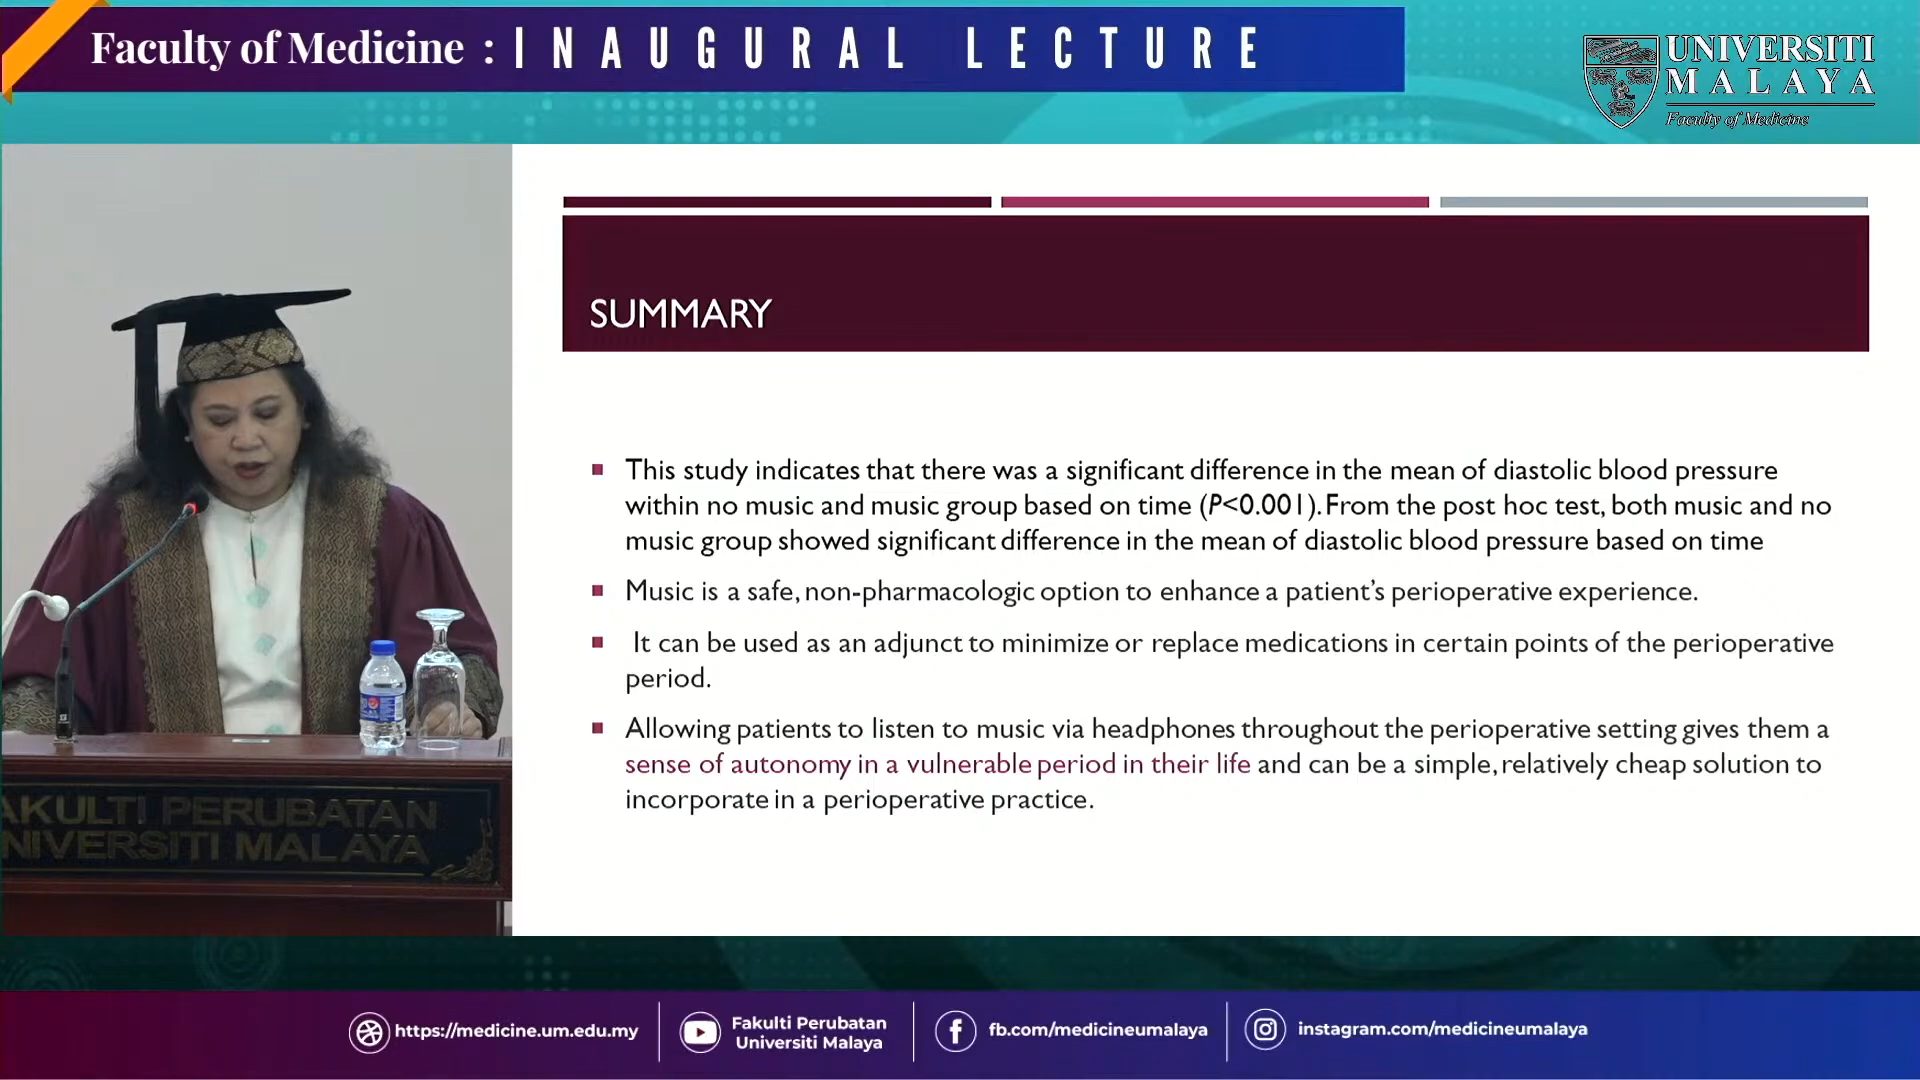 Faculty of Medicine : INAUGURAL LECTURE
UNIVERSITI
MALAYA
Faculty of Medicine
SUMMARY
This study indicates that there was a significant difference in the mean of diastolic blood pressure
within no music and music group based on time (P<0.001). From the post hoc test, both music and no
music group showed significant difference in the mean of diastolic blood pressure based on time
Music is a safe, non-pharmacologic option to enhance a patient’s perioperative experience.
It can be used as an adjunct to minimize or replace medications in certain points of the perioperative
period.
Allowing patients to listen to music via headphones throughout the perioperative setting gives them a
sense of autonomy in a vulnerable period in their life and can be a simple, relatively cheap solution to
incorporate in a perioperative practice.
AKULTI PERUBATAN
NIVERSITI MALAYA
https://medicine.um.edu.my
Fakulti Perubatan
Universiti Malaya
fb.com/medicineumalaya
instagram.com/medicineumalaya